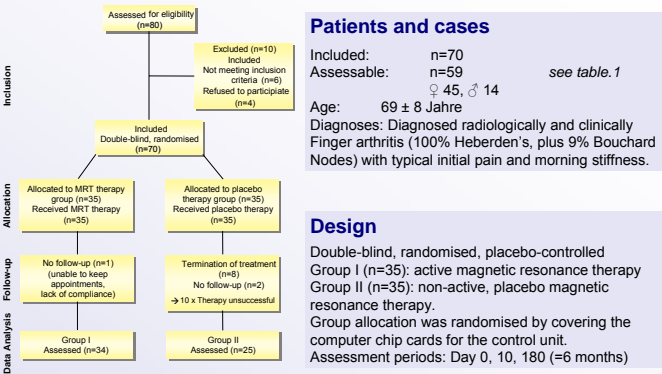 Assessed for eligibility
(n=80)
Excluded (n=10)
Included
Not meeting inclusion
criteria (n=6)
Refused to participiate
(n=4)
Included
Double-blind, randomised
(n=70)
Inclusion
Allocated to MRT therapy
group (n=35)
Received MRT therapy
(n=35)
Allocated to placebo
therapy group (n=35)
Received placebo therapy
(n=35)
Allocation
No follow-up (n=1)
(unable to keep
appointments,
lack of compliance)
Termination of treatment
(n=8)
No follow-up (n=2)
→ 10 x Therapy unsuccessful
Follow-up
Group I
Assessed (n=34)
Group II
Assessed (n=25)
Data Analysis
Patients and cases
Included: n=70
Assessable: n=59 see table.1
♀ 45, ♂ 14
Age: 69 ± 8 Jahre
Diagnoses: Diagnosed radiologically and clinically
Finger arthritis (100% Heberden's, plus 9% Bouchard
Nodes) with typical initial pain and morning stiffness.
Design
Double-blind, randomised, placebo-controlled
Group I (n=35): active magnetic resonance therapy
Group II (n=35): non-active, placebo magnetic
resonance therapy.
Group allocation was randomised by covering the
computer chip cards for the control unit.
Assessment periods: Day 0, 10, 180 (=6 months)